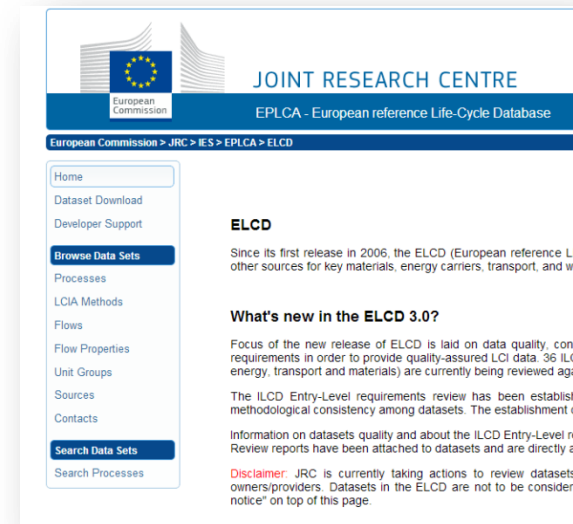 European
Commission
JOINT RESEARCH CENTRE
EPLCA - European reference Life-Cycle Database
European Commission > JRC > IES > EPLCA > ELCD
Home
Dataset Download
Developer Support
Browse Data Sets
Processes
LCIA Methods
Flows
Flow Properties
Unit Groups
Sources
Contacts
Search Data Sets
Search Processes
ELCD
Since its first release in 2006, the ELCD (European reference
other sources for key materials, energy carriers, transport, and
What's new in the ELCD 3.0?
Focus of the new release of ELCD is laid on data quality,
requirements in order to provide quality-assured LCI data. 36
energy, transport and materials) are currently being reviewed
The ILCD Entry-Level requirements review has been
methodological consistency among datasets. The establishment
Information on datasets quality and about the ILCD Entry-Level
Review reports have been attached to datasets and are directly
Disclaimer: JRC is currently taking actions to review datasets
owners/providers. Datasets in the ELCD are not to be
notice" on top of this page.